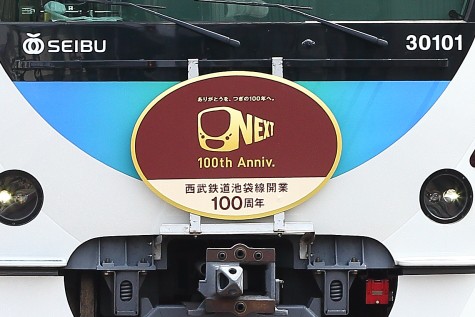 SEIBU
30101
ありがとうを、つぎの100年へ。
NEXT
100th Anniv.
西武鉄道池袋線開業
100周年